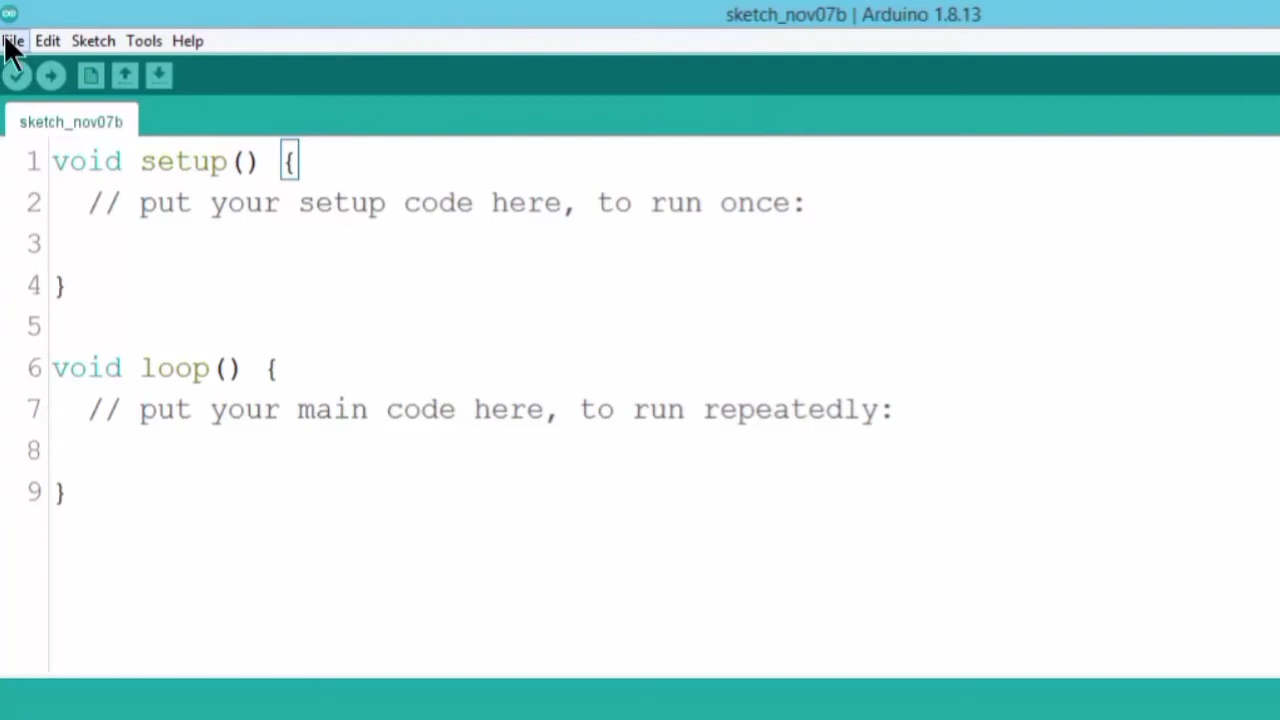 sketch_nov07b | Arduino 1.8.13
File Edit Sketch Tools Help
sketch_nov07b
1 void setup() {
2   // put your setup code here, to run once:
3
4 }
5
6 void loop() {
7   // put your main code here, to run repeatedly:
8
9 }